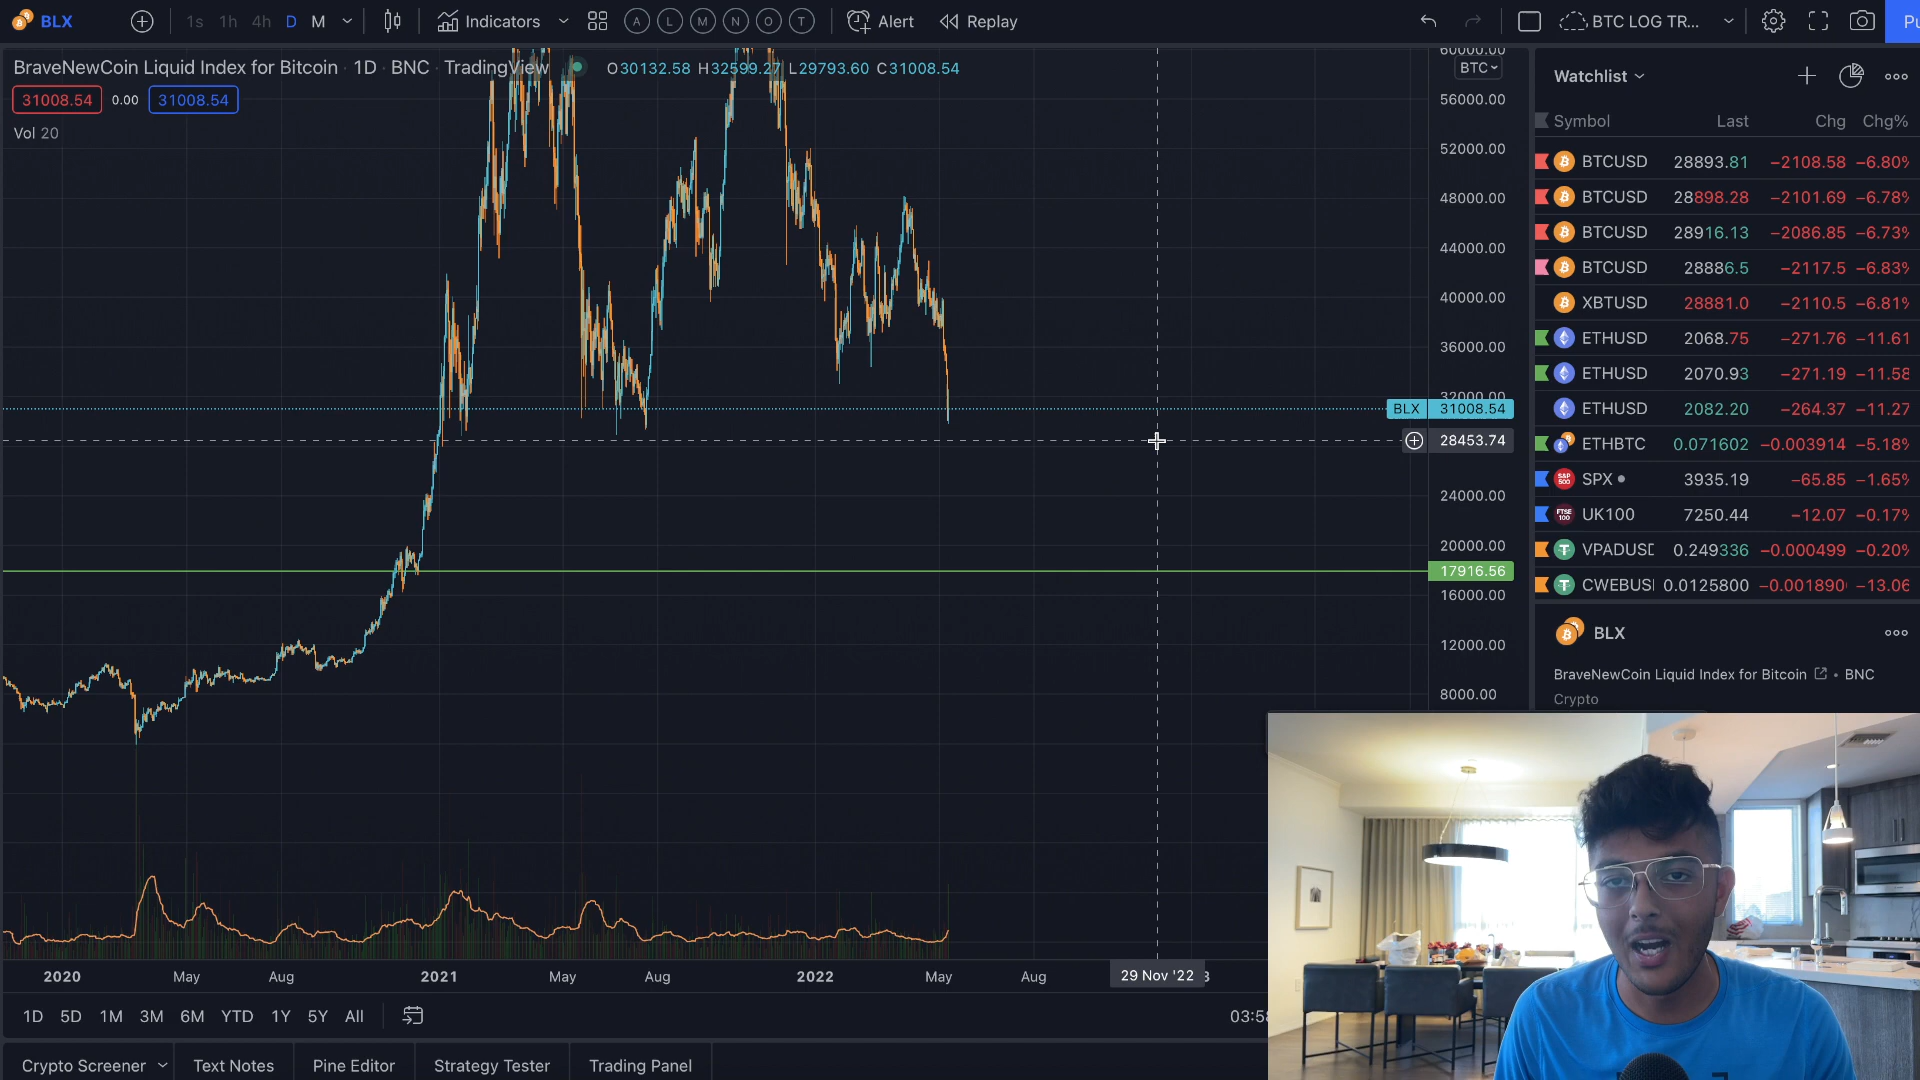 BLX 1s 1h 4h D M Indicators A L M N O T Alert Replay BTC LOG TR...
BraveNewCoin Liquid Index for Bitcoin · 1D · BNC · TradingView O30132.58 H32599.27 L29793.60 C31008.54
31008.54 0.00 31008.54
Vol 20
60000.00
BTC
56000.00
52000.00
48000.00
44000.00
40000.00
36000.00
32000.00
BLX 31008.54
28453.74
24000.00
20000.00
17916.56
16000.00
12000.00
8000.00
2020 May Aug 2021 May Aug 2022 May Aug 29 Nov '22
1D 5D 1M 3M 6M YTD 1Y 5Y All 03:58
Crypto Screener Text Notes Pine Editor Strategy Tester Trading Panel
Watchlist
Symbol Last Chg Chg%
BTCUSD 28893.81 −2108.58 −6.80%
BTCUSD 28898.28 −2101.69 −6.78%
BTCUSD 28916.13 −2086.85 −6.73%
BTCUSD 28886.5 −2117.5 −6.83%
XBTUSD 28881.0 −2110.5 −6.81%
ETHUSD 2068.75 −271.76 −11.61
ETHUSD 2070.93 −271.19 −11.58
ETHUSD 2082.20 −264.37 −11.27
ETHBTC 0.071602 −0.003914 −5.18%
SPX 3935.19 −65.85 −1.65%
UK100 7250.44 −12.07 −0.17%
VPADUSD 0.249336 −0.000499 −0.20%
CWEBUSI 0.0125800 −0.0018900 −13.06
BLX
BraveNewCoin Liquid Index for Bitcoin • BNC
Crypto